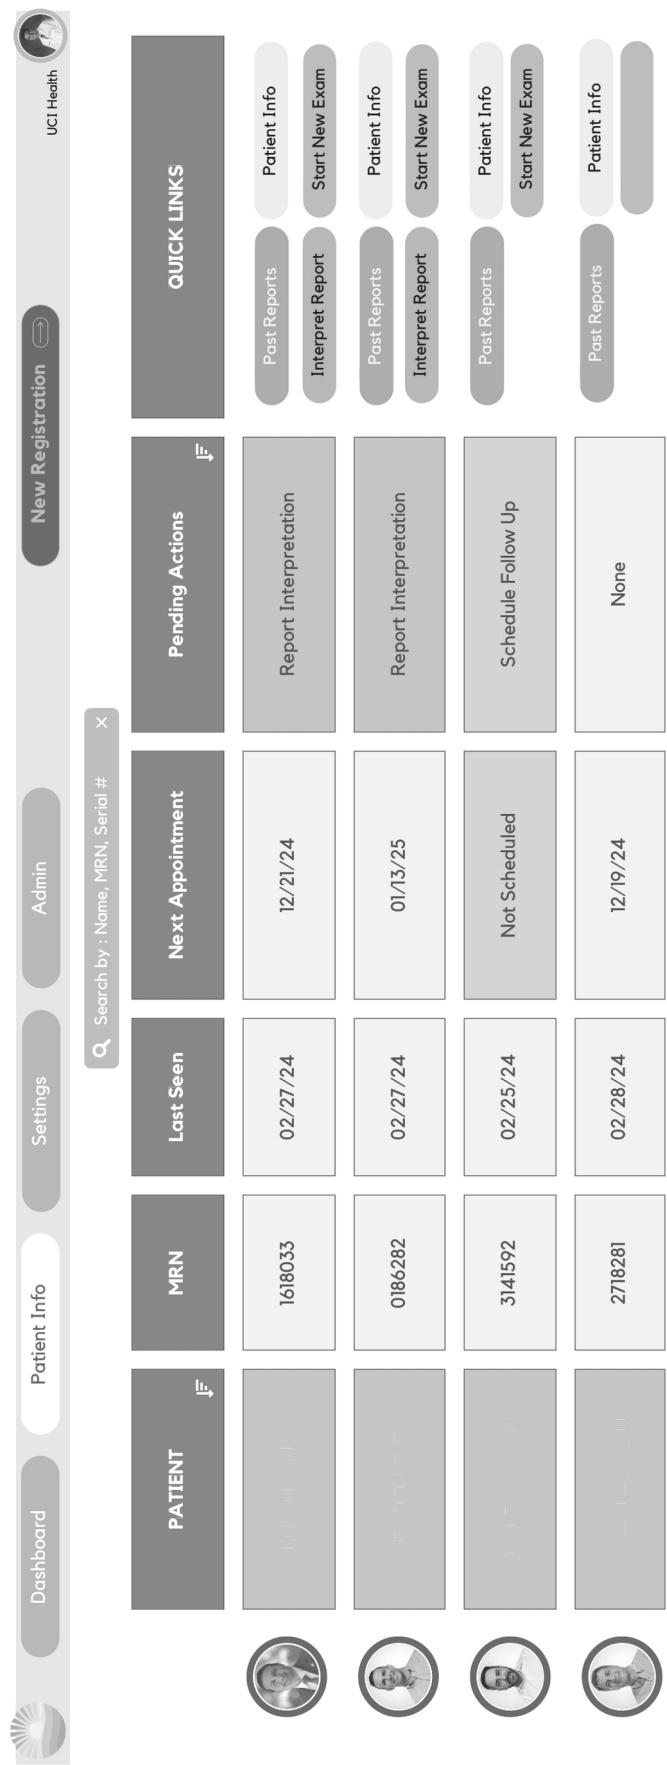 Dashboard
Patient Info
Settings
Admin
New Registration
UCI Health
Search by : Name, MRN, Serial #
PATIENT
MRN
Last Seen
Next Appointment
Pending Actions
QUICK LINKS
1618033
02/27/24
12/21/24
Report Interpretation
Past Reports
Patient Info
Interpret Report
Start New Exam
0186282
02/27/24
01/13/25
Report Interpretation
Past Reports
Patient Info
Interpret Report
Start New Exam
3141592
02/25/24
Not Scheduled
Schedule Follow Up
Past Reports
Patient Info
Start New Exam
2718281
02/28/24
12/19/24
None
Past Reports
Patient Info